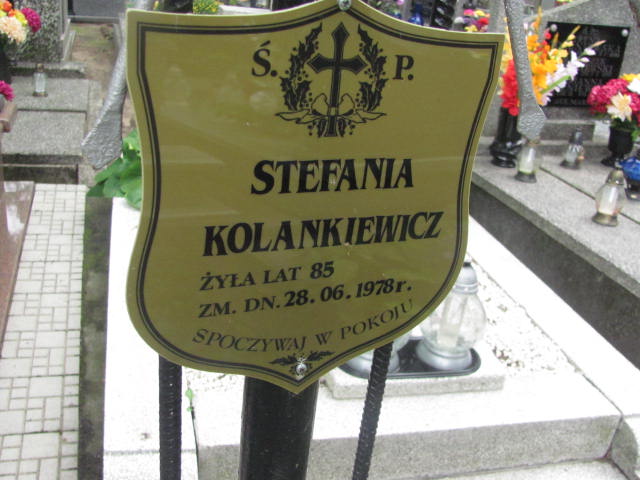 Ś. P.
STEFANIA
KOLANKIEWICZ
ŻYŁA LAT 85
ZM. DN. 28. 06. 1978 r.
SPOCZYWAJ W POKOJU